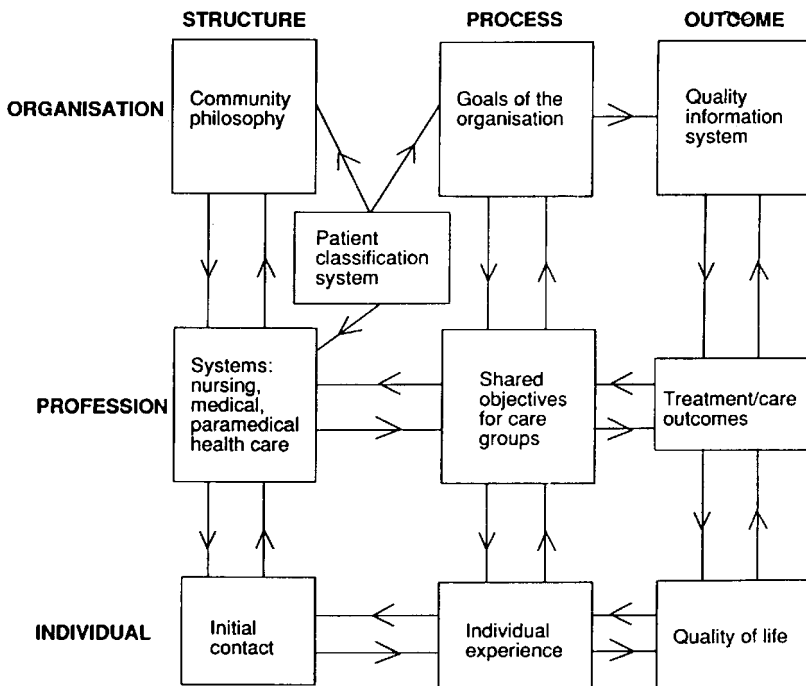 STRUCTURE PROCESS OUTCOME
ORGANISATION
Community
philosophy
Goals of the
organisation
Quality
information
system
Patient
classification
system
PROFESSION
Systems:
nursing,
medical,
paramedical
health care
Shared
objectives
for care
groups
Treatment/care
outcomes
INDIVIDUAL
Initial
contact
Individual
experience
Quality of life